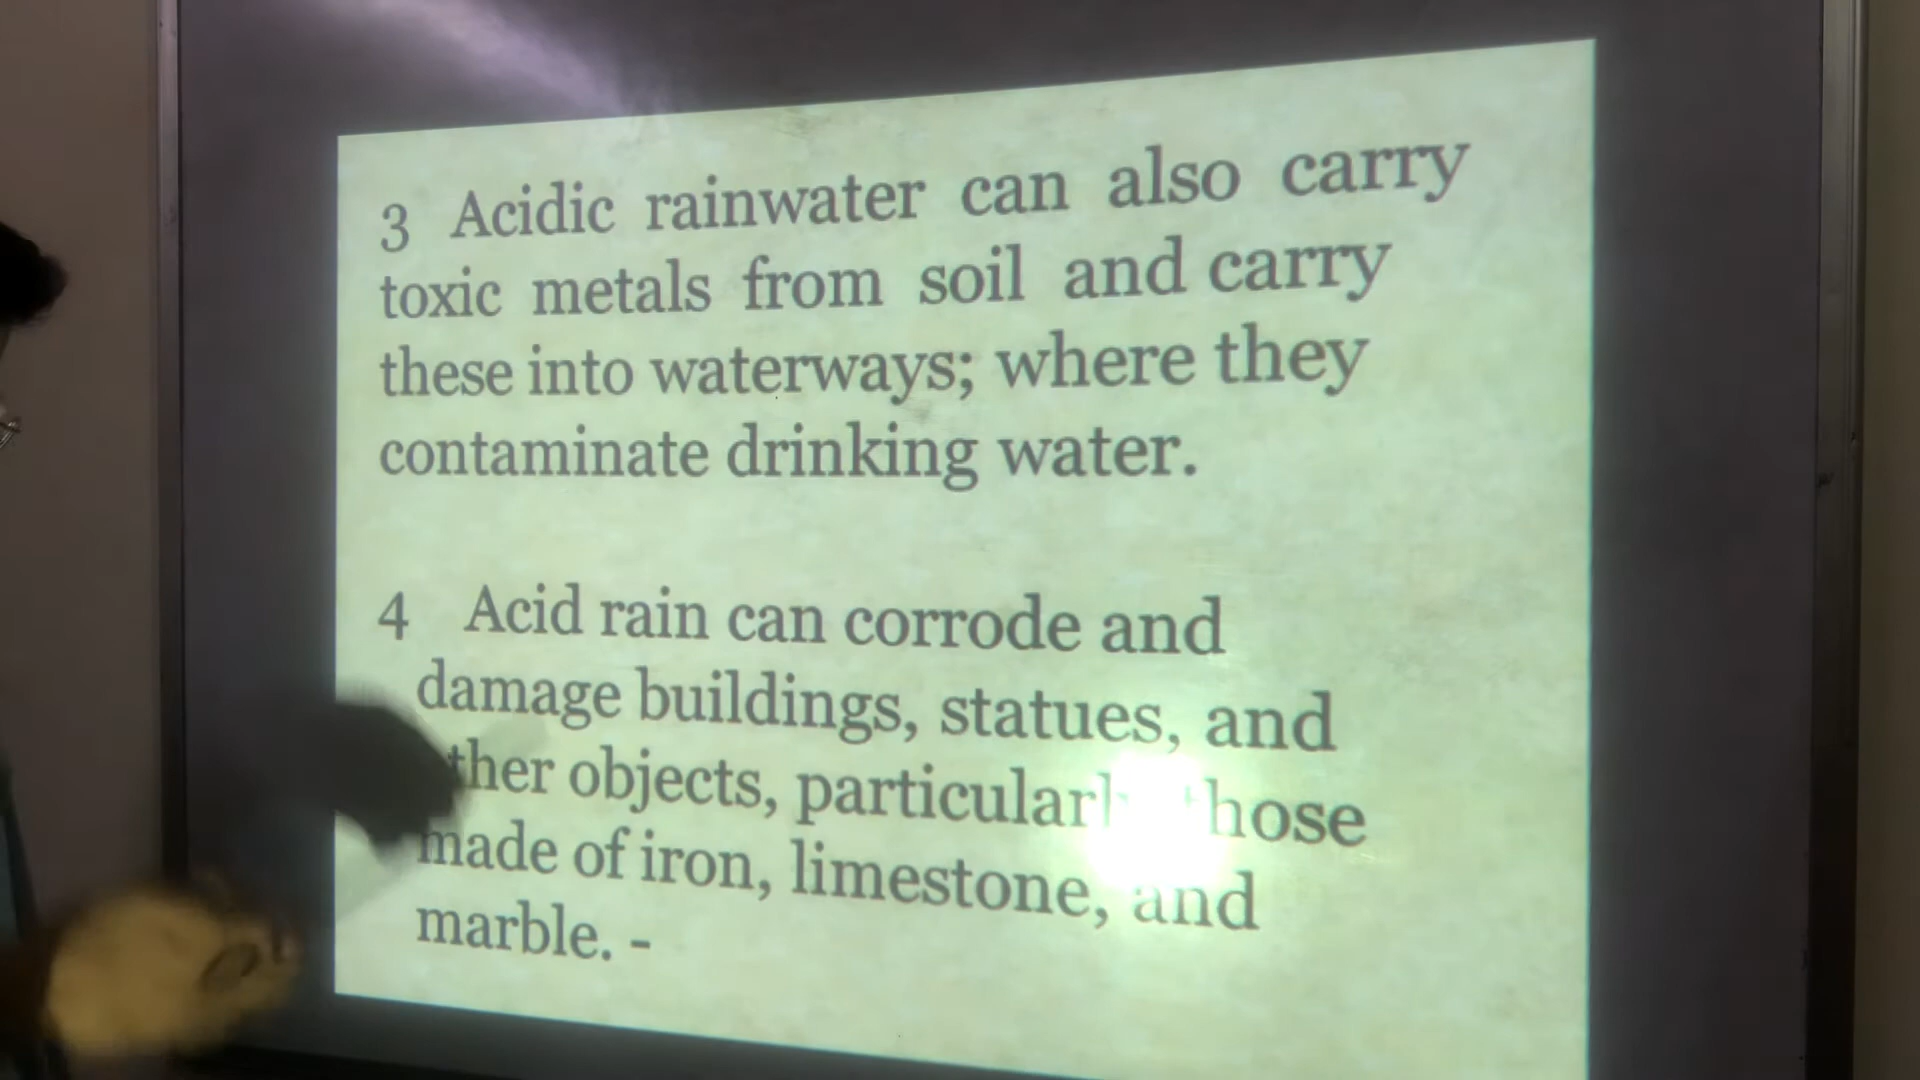 3 Acidic rainwater can also carry
toxic metals from soil and carry
these into waterways; where they
contaminate drinking water.
4 Acid rain can corrode and
damage buildings, statues, and
objects,
made of iron, limestone, and
marble. -